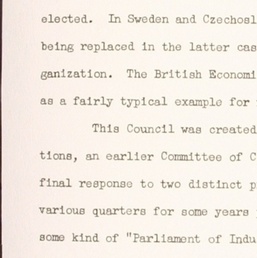 elected. In Sweden and Czechosl
being replaced in the latter cas
ganization. The British Economi
as a fairly typical example for
This Council was created
tions, an earlier Committee of C
final response to two distinct p
various quarters for some years
some kind of "Parliament of Indu